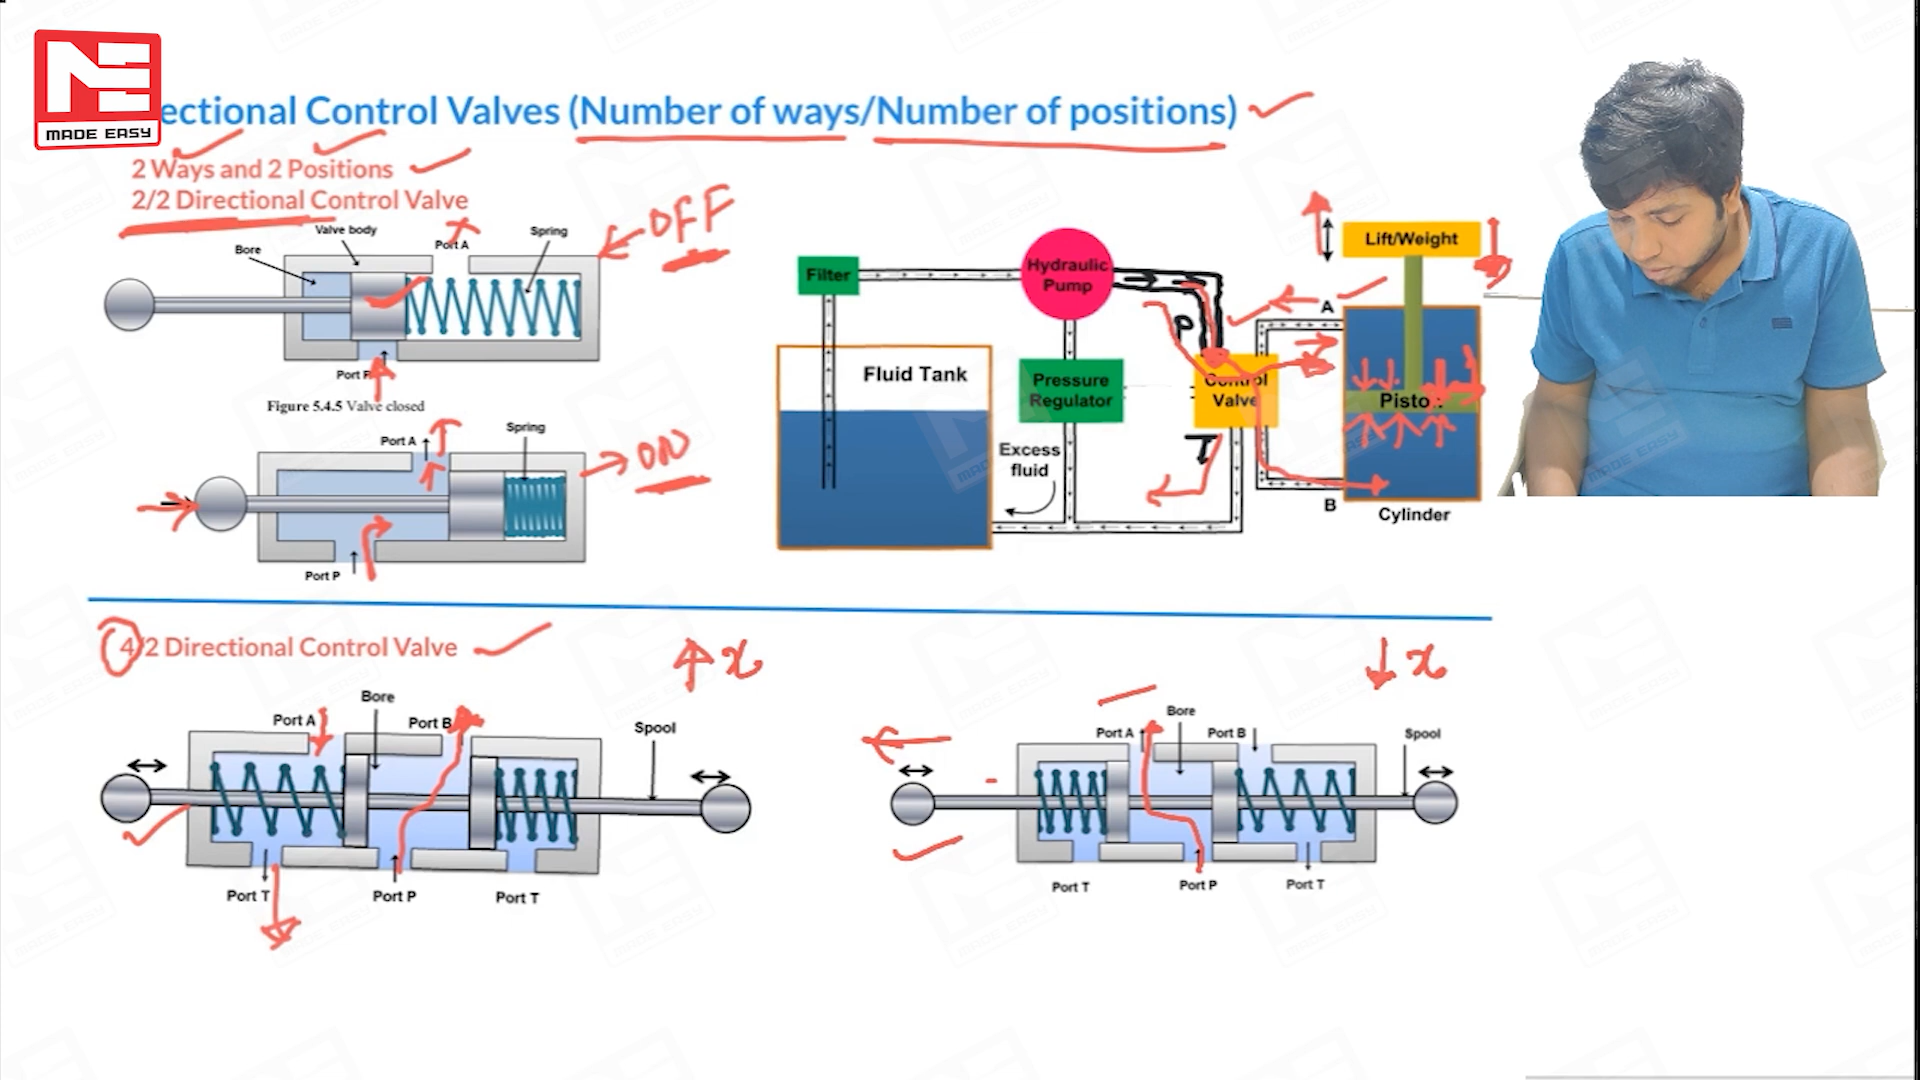 MADE EASY
ectional Control Valves (Number of ways/Number of positions)
2 Ways and 2 Positions
2/2 Directional Control Valve
Valve body
Port A
Spring
Bore
Port P
Figure 5.4.5 Valve closed
OFF
Port A
Spring
ON
Port P
Filter
Hydraulic
Pump
Lift/Weight
A
P
Fluid Tank
Pressure
Regulator
Control
Valve
Pisto
T
Excess
fluid
B
Cylinder
4/2 Directional Control Valve
x
x
Bore
Port A
Port B
Spool
Port T
Port P
Port T
Bore
Port A
Port B
Spool
Port T
Port P
Port T